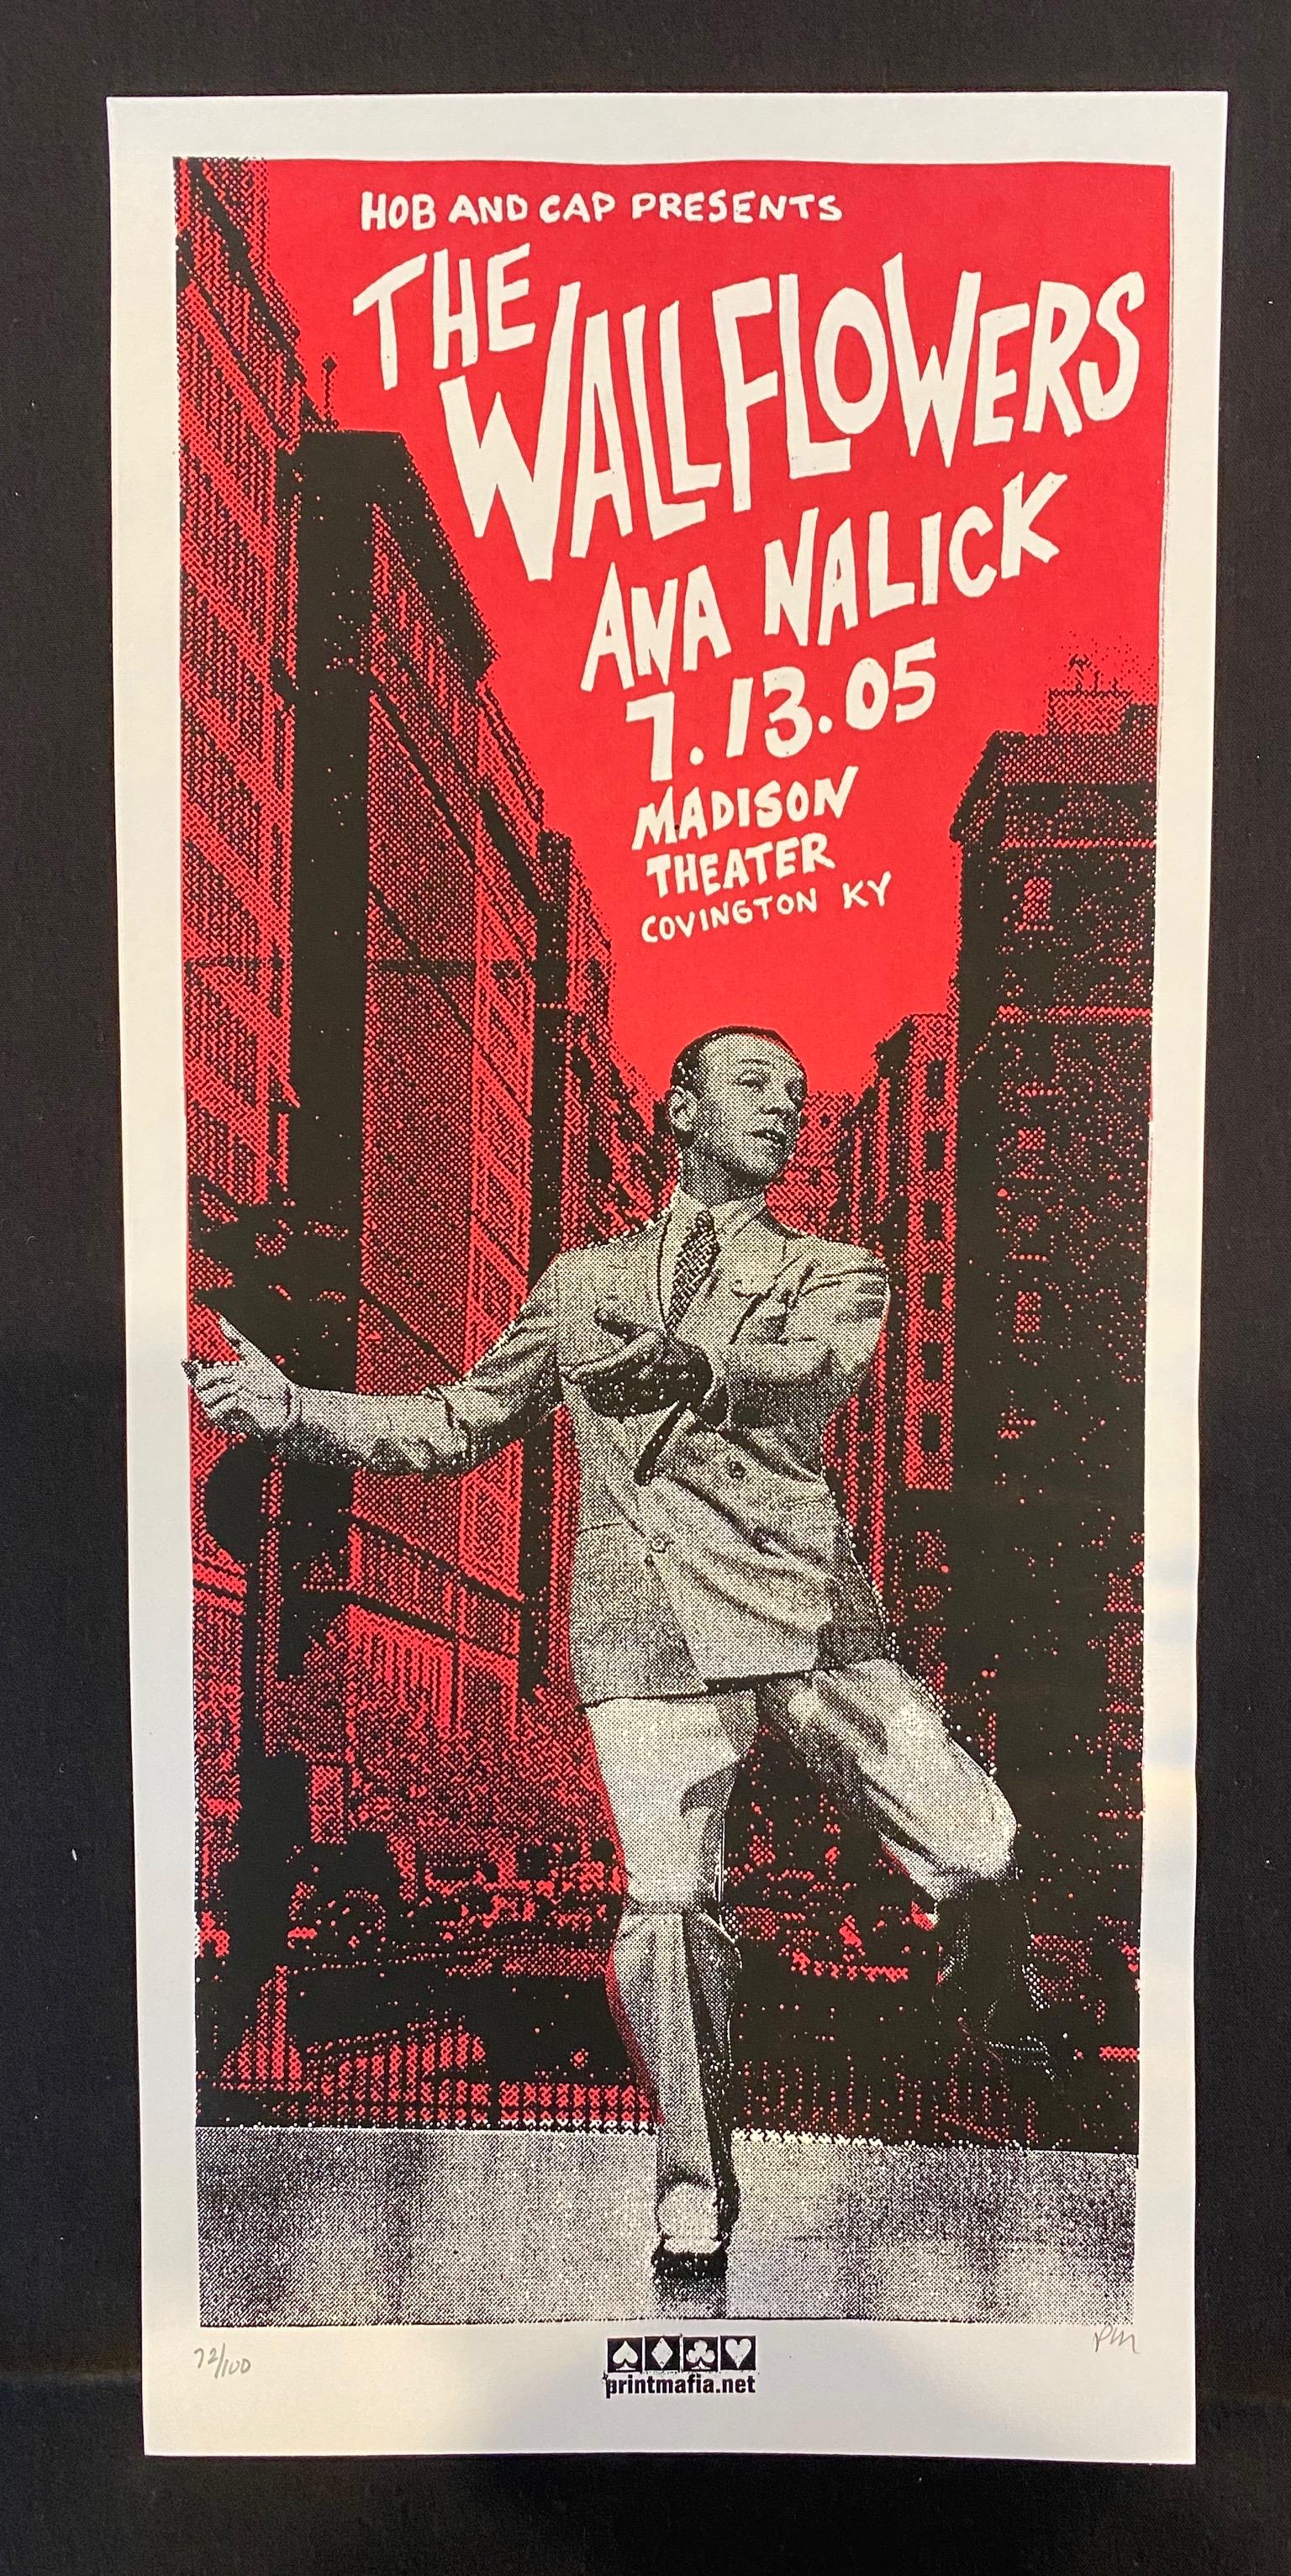 HOB AND CAP PRESENTS
THE
WALLFLOWERS
ANA NALICK
7.13.05
MADISON
THEATER
COVINGTON KY
72/100
PM
printmafia.net